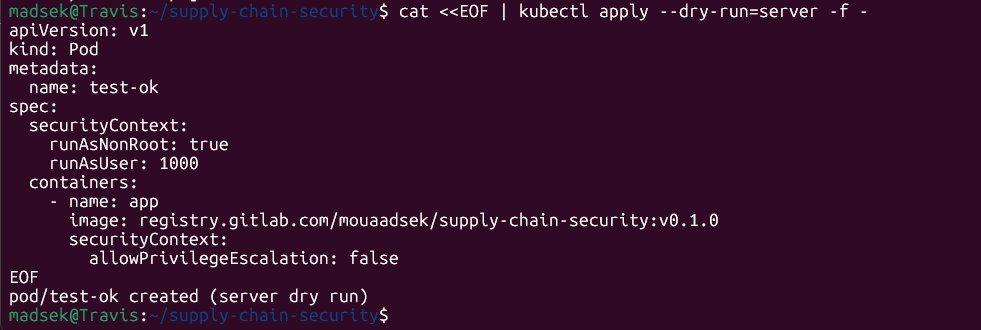 madsek@Travis:~/supply-chain-security$ cat <<EOF | kubectl apply --dry-run=server -f -
apiVersion: v1
kind: Pod
metadata:
  name: test-ok
spec:
  securityContext:
    runAsNonRoot: true
    runAsUser: 1000
  containers:
    - name: app
      image: registry.gitlab.com/mouaadsek/supply-chain-security:v0.1.0
      securityContext:
        allowPrivilegeEscalation: false
EOF
pod/test-ok created (server dry run)
madsek@Travis:~/supply-chain-security$